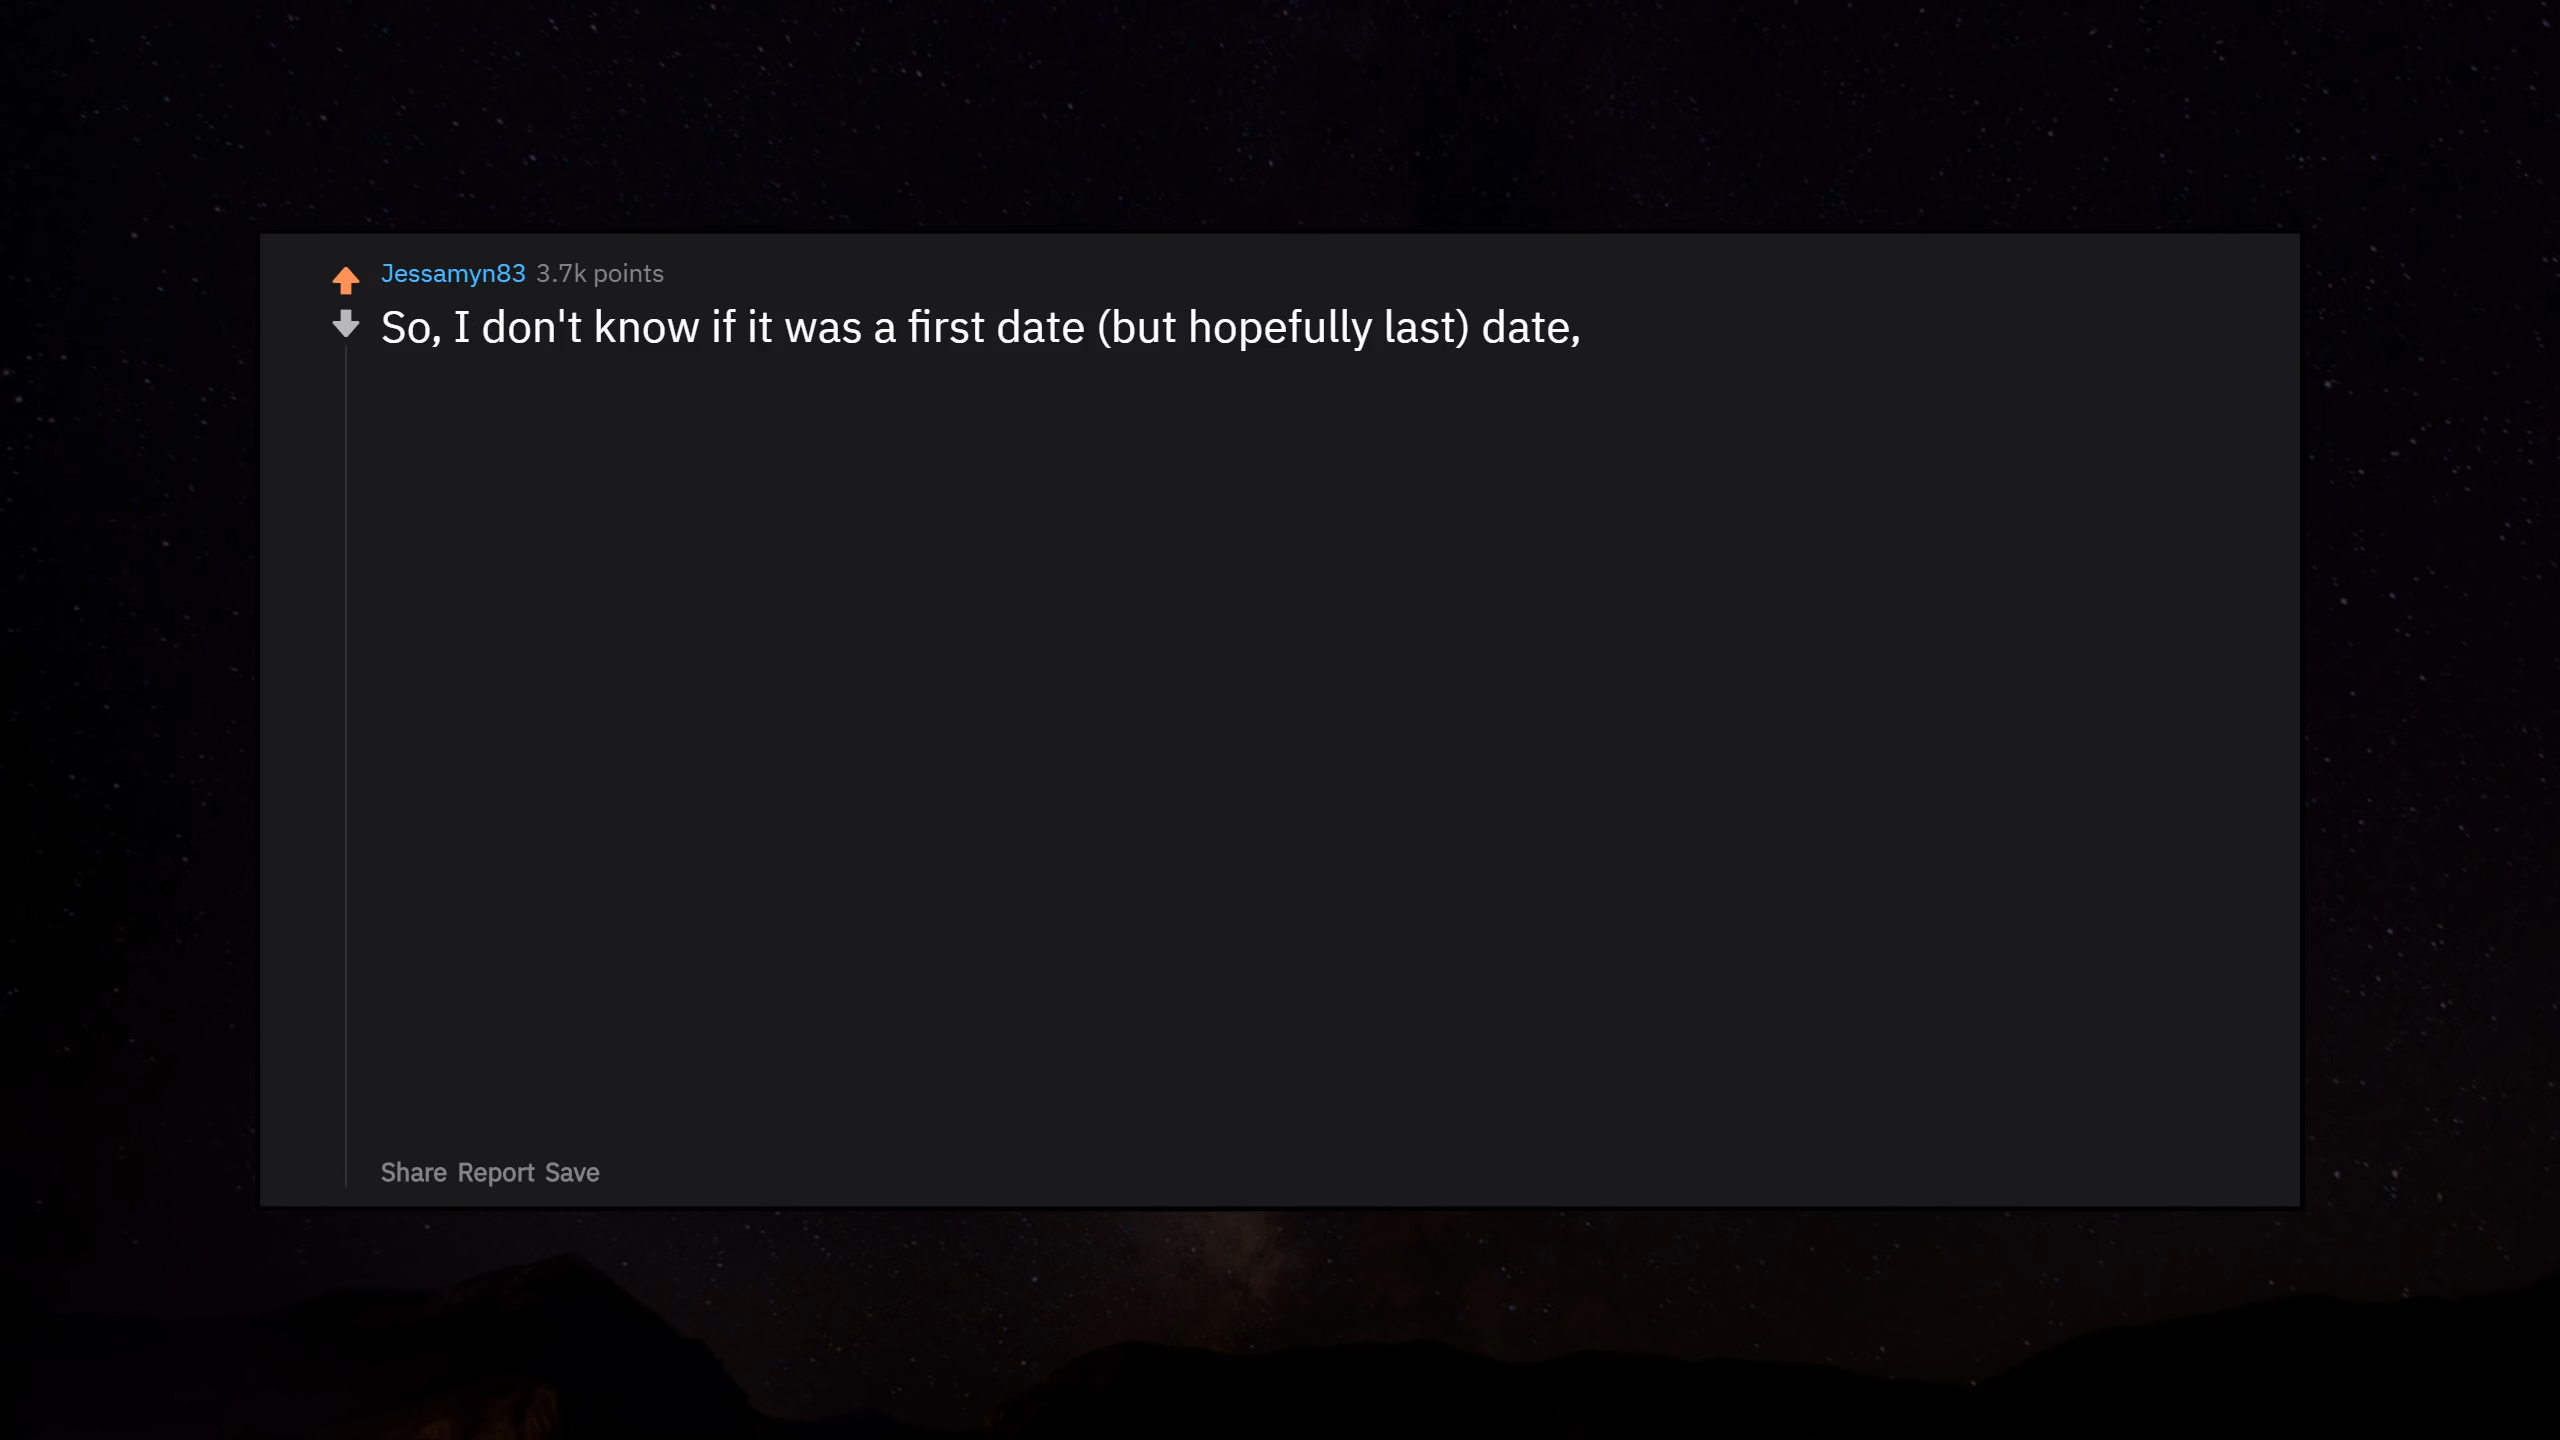 Jessamyn83 3.7k points
So, I don't know if it was a first date (but hopefully last) date,
Share Report Save